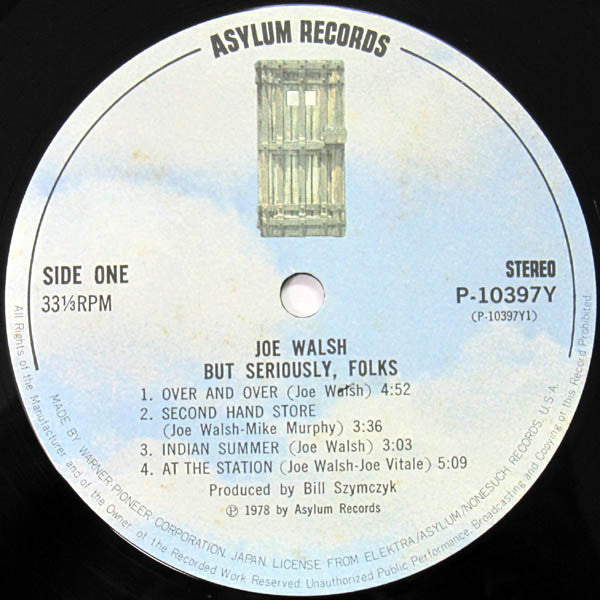 ASYLUM RECORDS
SIDE ONE
33⅓RPM
STEREO
P-10397Y
(P-10397Y1)
JOE WALSH
BUT SERIOUSLY, FOLKS
1. OVER AND OVER (Joe Walsh) 4:52
2. SECOND HAND STORE
(Joe Walsh-Mike Murphy) 3:36
3. INDIAN SUMMER (Joe Walsh) 3:03
4. AT THE STATION (Joe Walsh-Joe Vitale) 5:09
Produced by Bill Szymczyk
℗ 1978 by Asylum Records
MADE BY WARNER-PIONEER CORPORATION, JAPAN, LICENSE FROM ELEKTRA/ASYLUM/NONESUCH RECORDS, U.S.A.
All Rights of the Manufacturer and of the Owner of the Recorded Work Reserved. Unauthorized Public Performance, Broadcasting and Copying or this Record Prohibited.